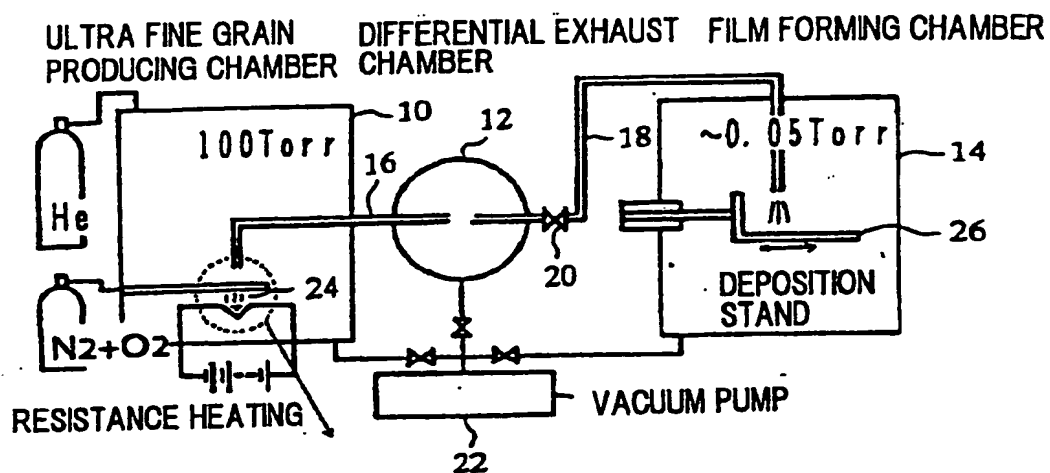 ULTRA FINE GRAIN
PRODUCING CHAMBER
DIFFERENTIAL EXHAUST
CHAMBER
FILM FORMING CHAMBER
10
100Torr
He
16
12
18
~0. 05Torr
14
20
26
24
N2+O2
DEPOSITION
STAND
RESISTANCE HEATING
VACUUM PUMP
22